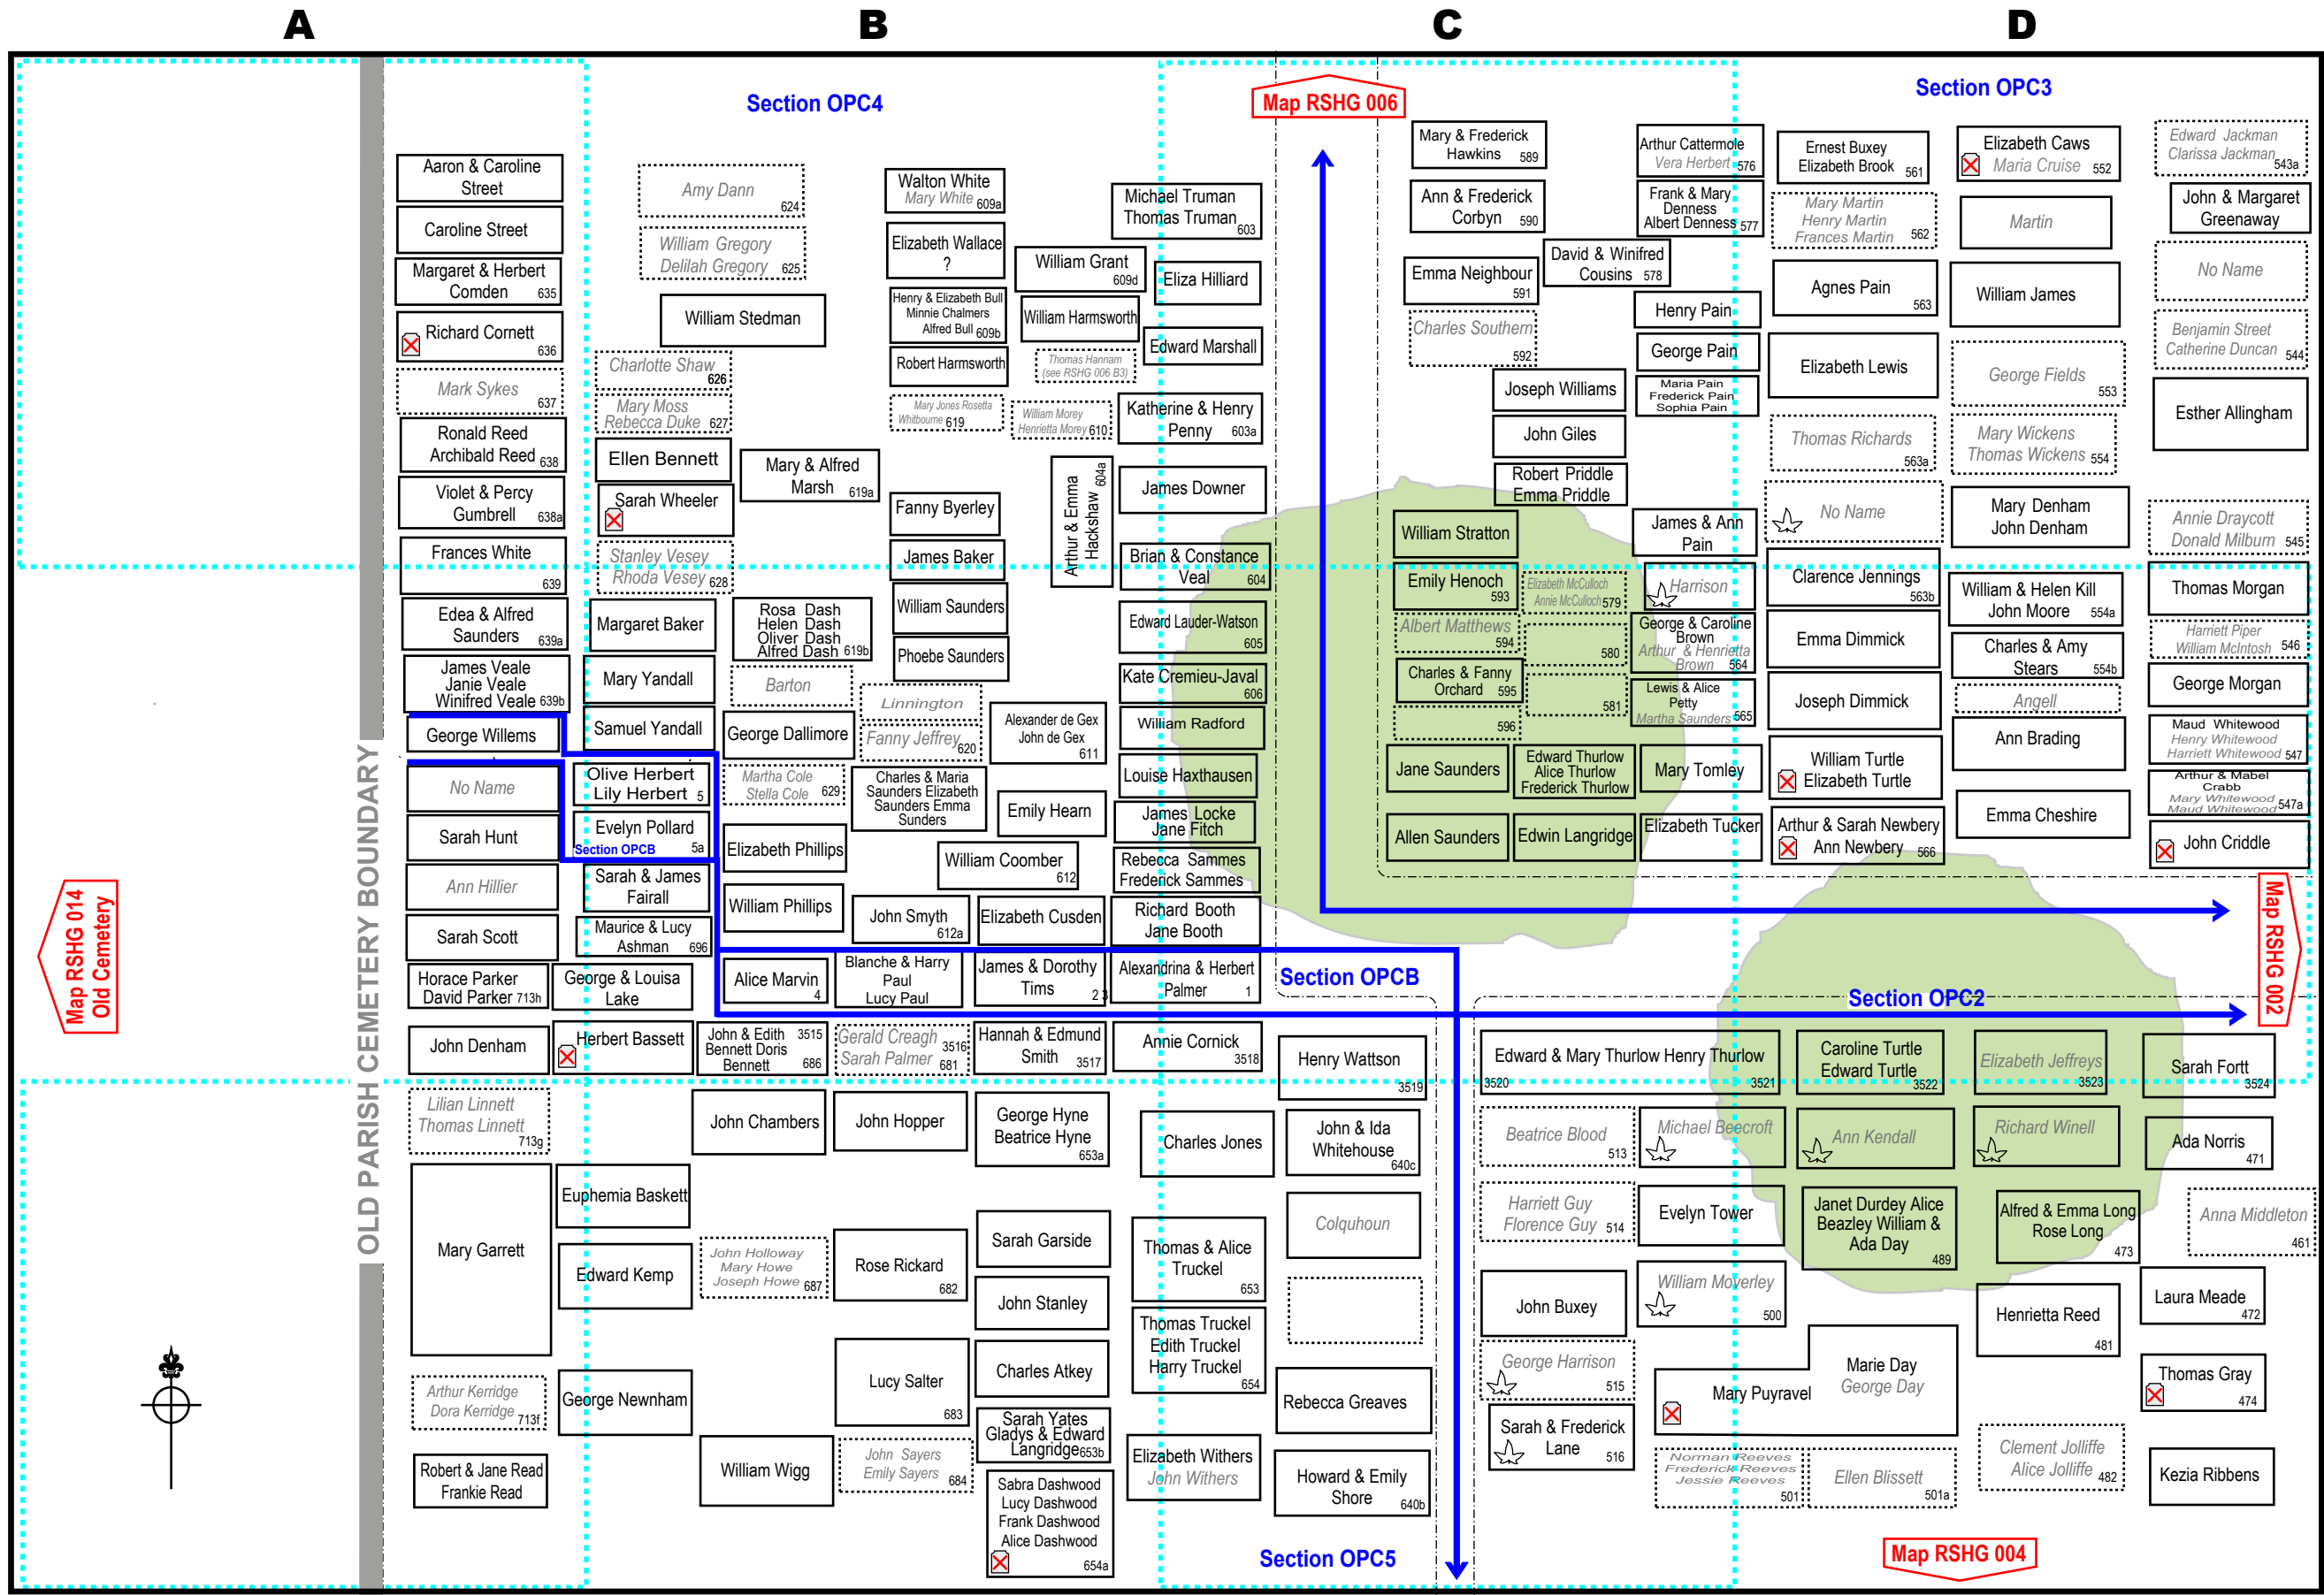 A
B
C
D
Section OPC4
Map RSHG 006
Section OPC3
Aaron & Caroline
Street
Caroline Street
Margaret & Herbert
Comden 635
Richard Cornett
636
Mark Sykes
637
Ronald Reed
Archibald Reed 638
Violet & Percy
Gumbrell 638a
Frances White
639
Edea & Alfred
Saunders 639a
James Veale
Janie Veale
Winifred Veale 639b
George Willems
No Name
Sarah Hunt
Ann Hillier
Sarah Scott
Horace Parker
David Parker 713h
John Denham
Lilian Linnett
Thomas Linnett
713g
Mary Garrett
Arthur Kerridge
Dora Kerridge 713f
Robert & Jane Read
Frankie Read
OLD PARISH CEMETERY BOUNDARY
Map RSHG 014
Old Cemetery
Amy Dann
624
William Gregory
Delilah Gregory 625
William Stedman
Charlotte Shaw
626
Mary Moss
Rebecca Duke 627
Ellen Bennett
Sarah Wheeler
Stanley Vesey
Rhoda Vesey 628
Margaret Baker
Mary Yandall
Samuel Yandall
Olive Herbert
Lily Herbert 5
Evelyn Pollard
Section OPCB 5a
Sarah & James
Fairall
Maurice & Lucy
Ashman 696
George & Louisa
Lake
Herbert Bassett
Euphemia Baskett
Edward Kemp
George Newnham
Mary & Alfred
Marsh 619a
Rosa Dash
Helen Dash
Oliver Dash
Alfred Dash 619b
Barton
George Dallimore
Martha Cole
Stella Cole 629
Elizabeth Phillips
William Phillips
Alice Marvin
4
John & Edith 3515
Bennett Doris
Bennett 686
John Chambers
John Holloway
Mary Howe
Joseph Howe 687
William Wigg
Walton White
Mary White 609a
Elizabeth Wallace
?
Henry & Elizabeth Bull
Minnie Chalmers
Alfred Bull 609b
Robert Harmsworth
Mary Jones Rosetta
Whitbourne 619
Fanny Byerley
James Baker
William Saunders
Phoebe Saunders
Linnington
Fanny Jeffrey 620
Charles & Maria
Saunders Elizabeth
Saunders Emma
Sunders
William Coomber
612
John Smyth
612a
Blanche & Harry
Paul
Lucy Paul
Gerald Creagh 3516
Sarah Palmer 681
John Hopper
Rose Rickard
682
Lucy Salter
683
John Sayers
Emily Sayers 684
William Grant
609d
William Harmsworth
Thomas Hannam
(see RSHG 006 B3)
William Morey
Henrietta Morey 610
Arthur & Emma
Hackshaw 604a
Alexander de Gex
John de Gex
611
Emily Hearn
Elizabeth Cusden
James & Dorothy
Tims 2 3
Hannah & Edmund
Smith 3517
George Hyne
Beatrice Hyne
653a
Sarah Garside
John Stanley
Charles Atkey
Sarah Yates
Gladys & Edward
Langridge 653b
Sabra Dashwood
Lucy Dashwood
Frank Dashwood
Alice Dashwood
654a
Michael Truman
Thomas Truman
603
Eliza Hilliard
Edward Marshall
Katherine & Henry
Penny 603a
James Downer
Brian & Constance
Veal 604
Edward Lauder-Watson
605
Kate Cremieu-Javal
606
William Radford
Louise Haxthausen
James Locke
Jane Fitch
Rebecca Sammes
Frederick Sammes
Richard Booth
Jane Booth
Alexandrina & Herbert
Palmer 1
Annie Cornick
3518
Charles Jones
Thomas & Alice
Truckel
653
Thomas Truckel
Edith Truckel
Harry Truckel
654
Elizabeth Withers
John Withers
Section OPCB
Henry Wattson
3519
John & Ida
Whitehouse
640c
Colquhoun
Rebecca Greaves
Howard & Emily
Shore 640b
Section OPC5
Mary & Frederick
Hawkins 589
Ann & Frederick
Corbyn 590
Emma Neighbour
591
Charles Southern
592
David & Winifred
Cousins 578
Joseph Williams
John Giles
Robert Priddle
Emma Priddle
William Stratton
Emily Henoch
593
Albert Matthews
594
Charles & Fanny
Orchard 595
596
Jane Saunders
Allen Saunders
Elizabeth McCulloch
Annie McCulloch 579
580
581
Edward Thurlow
Alice Thurlow
Frederick Thurlow
Edwin Langridge
Arthur Cattermole
Vera Herbert 576
Frank & Mary
Denness
Albert Denness 577
Henry Pain
George Pain
Maria Pain
Frederick Pain
Sophia Pain
James & Ann
Pain
Harrison
George & Caroline
Brown
Arthur & Henrietta
Brown 564
Lewis & Alice
Petty
Martha Saunders 565
Mary Tomley
Elizabeth Tucker
Ernest Buxey
Elizabeth Brook 561
Mary Martin
Henry Martin
Frances Martin 562
Agnes Pain
563
Elizabeth Lewis
Thomas Richards
563a
No Name
Clarence Jennings
563b
Emma Dimmick
Joseph Dimmick
William Turtle
Elizabeth Turtle
Arthur & Sarah Newbery
Ann Newbery 566
Elizabeth Caws
Maria Cruise 552
Martin
William James
George Fields
553
Mary Wickens
Thomas Wickens 554
Mary Denham
John Denham
William & Helen Kill
John Moore 554a
Charles & Amy
Stears 554b
Angell
Ann Brading
Emma Cheshire
Edward Jackman
Clarissa Jackman 543a
John & Margaret
Greenaway
No Name
Benjamin Street
Catherine Duncan 544
Esther Allingham
Annie Draycott
Donald Milburn 545
Thomas Morgan
Harriett Piper
William McIntosh 546
George Morgan
Maud Whitewood
Henry Whitewood
Harriett Whitewood 547
Arthur & Mabel
Crabb
Mary Whitewood
Maud Whitewood 547a
John Criddle
Map RSHG 002
Section OPC2
Edward & Mary Thurlow Henry Thurlow
3520 3521
Caroline Turtle
Edward Turtle
3522
Elizabeth Jeffreys
3523
Sarah Fortt
3524
Beatrice Blood
513
Michael Beecroft
Ann Kendall
Richard Winell
Ada Norris
471
Harriett Guy
Florence Guy 514
Evelyn Tower
Janet Durdey Alice
Beazley William &
Ada Day
489
Alfred & Emma Long
Rose Long
473
Anna Middleton
461
John Buxey
William Moverley
500
Henrietta Reed
481
Laura Meade
472
George Harrison
515
Mary Puyravel
Marie Day
George Day
Thomas Gray
474
Sarah & Frederick
Lane 516
Norman Reeves
Frederick Reeves
Jessie Reeves
501
Ellen Blissett
501a
Clement Jolliffe
Alice Jolliffe 482
Kezia Ribbens
Map RSHG 004